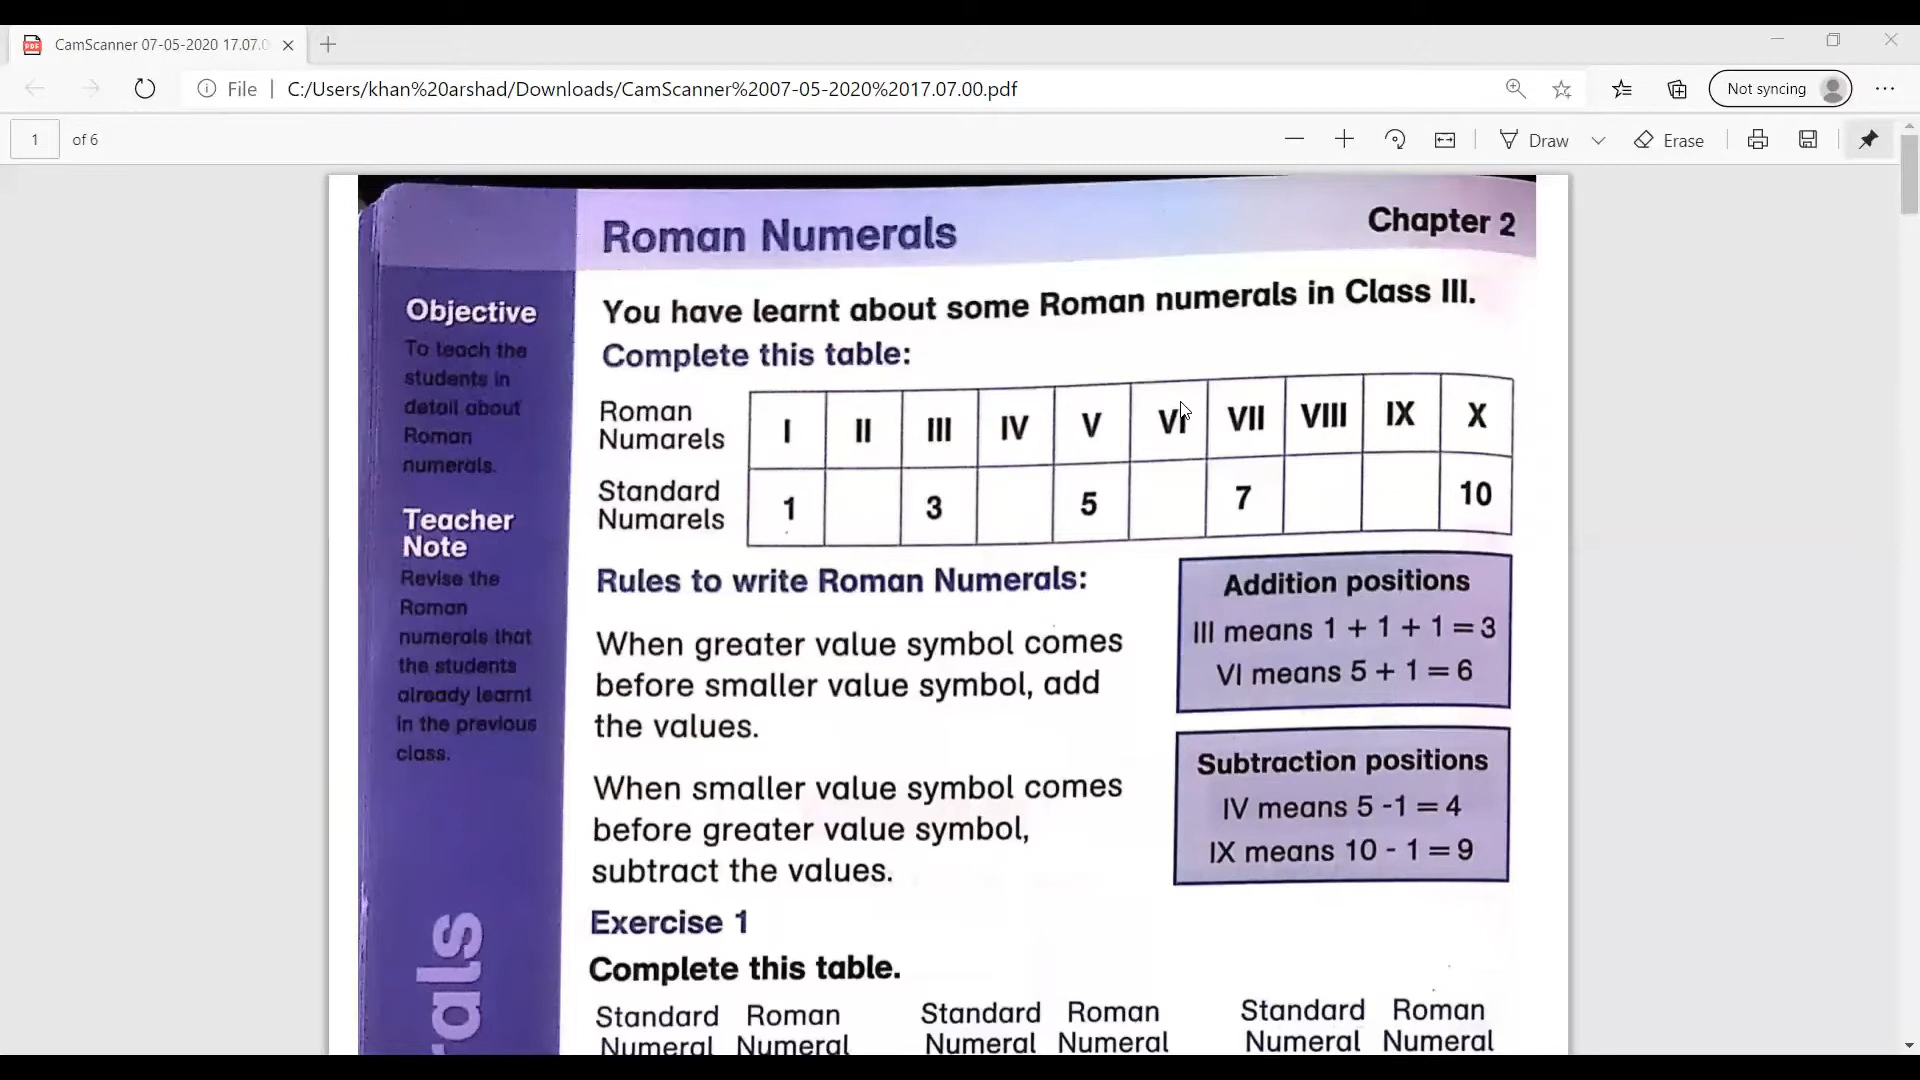 CamScanner 07-05-2020 17.07.0
File
C:/Users/khan%20arshad/Downloads/CamScanner%2007-05-2020%2017.07.00.pdf
Not syncing
1 of 6
Draw
Erase
Roman Numerals
Chapter 2
Objective
To teach the
students in
detail about
Roman
numerals.
Teacher
Note
Revise the
Roman
numerals that
the students
already learnt
in the previous
class.
You have learnt about some Roman numerals in Class III.
Complete this table:
Roman
Numarels
I II III IV V VI VII VIII IX X
Standard
Numarels
1 3 5 7 10
Rules to write Roman Numerals:
When greater value symbol comes
before smaller value symbol, add
the values.
When smaller value symbol comes
before greater value symbol,
subtract the values.
Addition positions
III means 1 + 1 + 1 = 3
VI means 5 + 1 = 6
Subtraction positions
IV means 5 -1 = 4
IX means 10 - 1 = 9
Exercise 1
Complete this table.
Standard Roman Standard Roman Standard Roman
Numeral Numeral Numeral Numeral Numeral Numeral